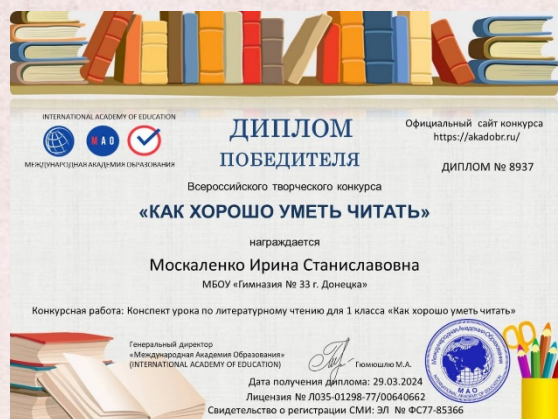 INTERNATIONAL ACADEMY OF EDUCATION
МАО
МЕЖДУНАРОДНАЯ АКАДЕМИЯ ОБРАЗОВАНИЯ
ДИПЛОМ
ПОБЕДИТЕЛЯ
Официальный сайт конкурса
https://akadobr.ru/
ДИПЛОМ № 8937
Всероссийского творческого конкурса
«КАК ХОРОШО УМЕТЬ ЧИТАТЬ»
награждается
Москаленко Ирина Станиславовна
МБОУ «Гимназия № 33 г. Донецка»
Конкурсная работа: Конспект урока по литературному чтению для 1 класса «Как хорошо уметь читать»
Генеральный директор
«Международная Академия Образования»
(INTERNATIONAL ACADEMY OF EDUCATION)
Гюмюшлю М.А.
МАО
Дата получения диплома: 29.03.2024
Лицензия № Л035-01298-77/00640662
Свидетельство о регистрации СМИ: ЭЛ № ФС77-85366